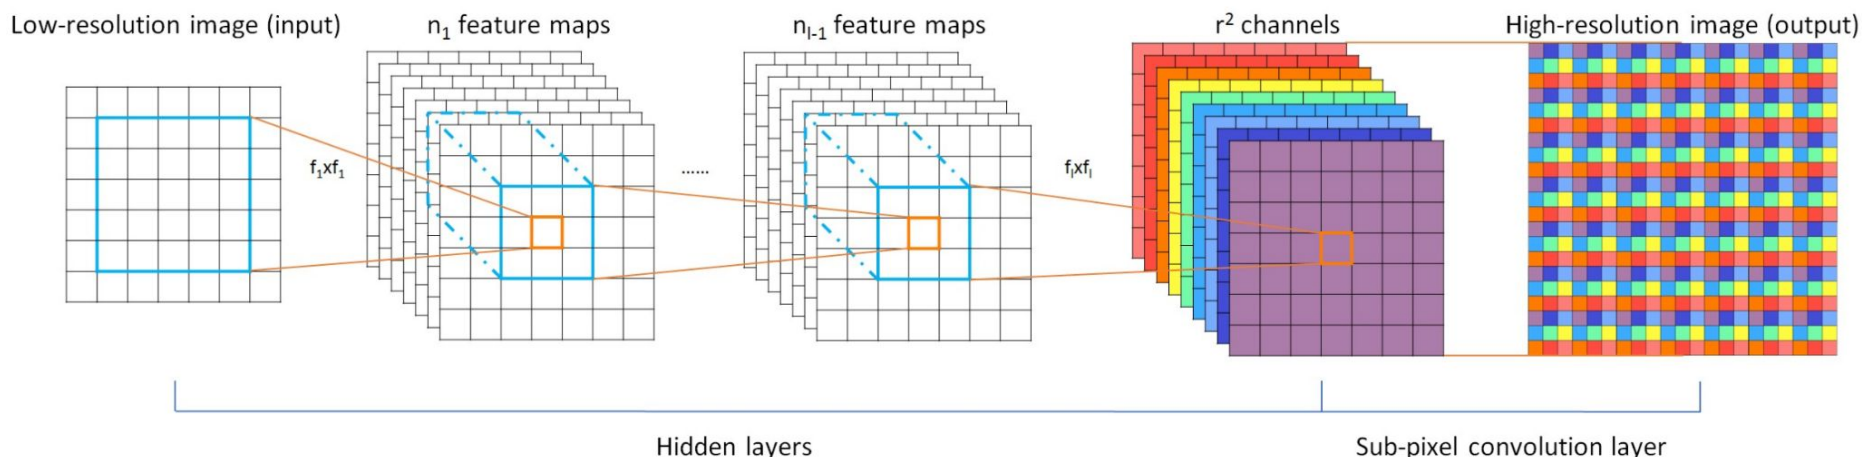 Low-resolution image (input)
n₁ feature maps
nₗ₋₁ feature maps
r² channels
High-resolution image (output)
f₁xf₁
......
fₗxfₗ
Hidden layers
Sub-pixel convolution layer